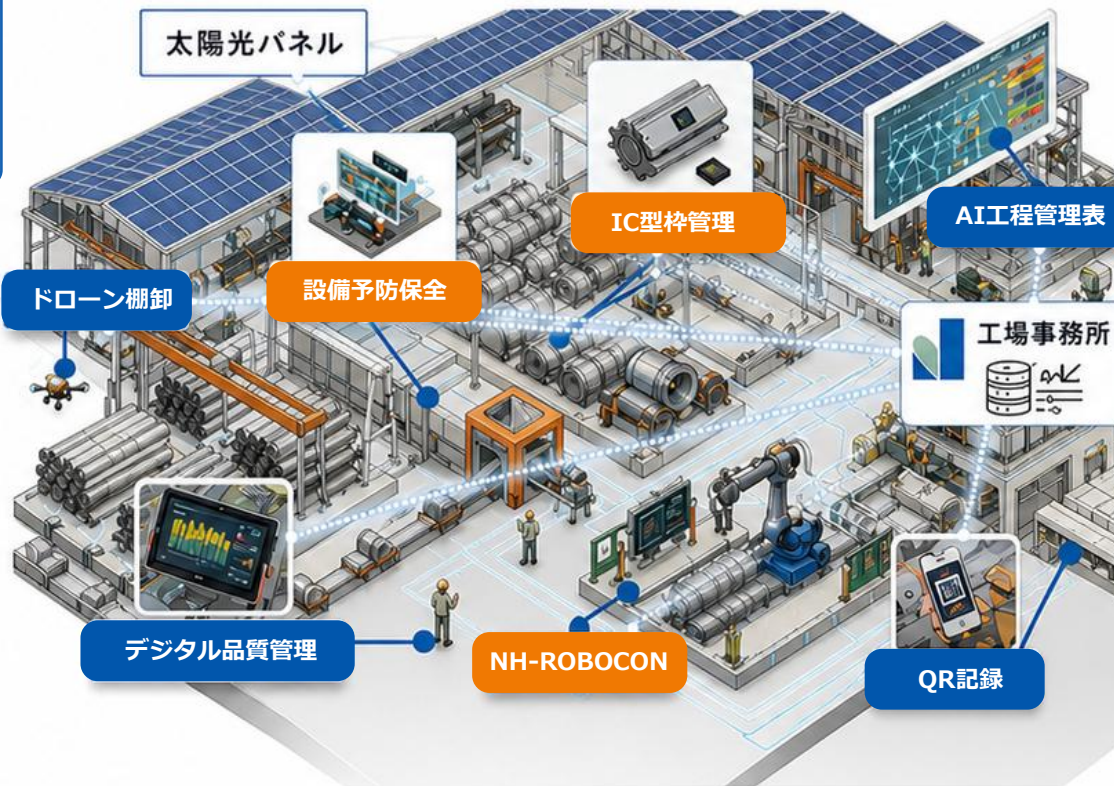 太陽光パネル
IC型枠管理
AI工程管理表
設備予防保全
ドローン棚卸
工場事務所
デジタル品質管理
NH-ROBOCON
QR記録